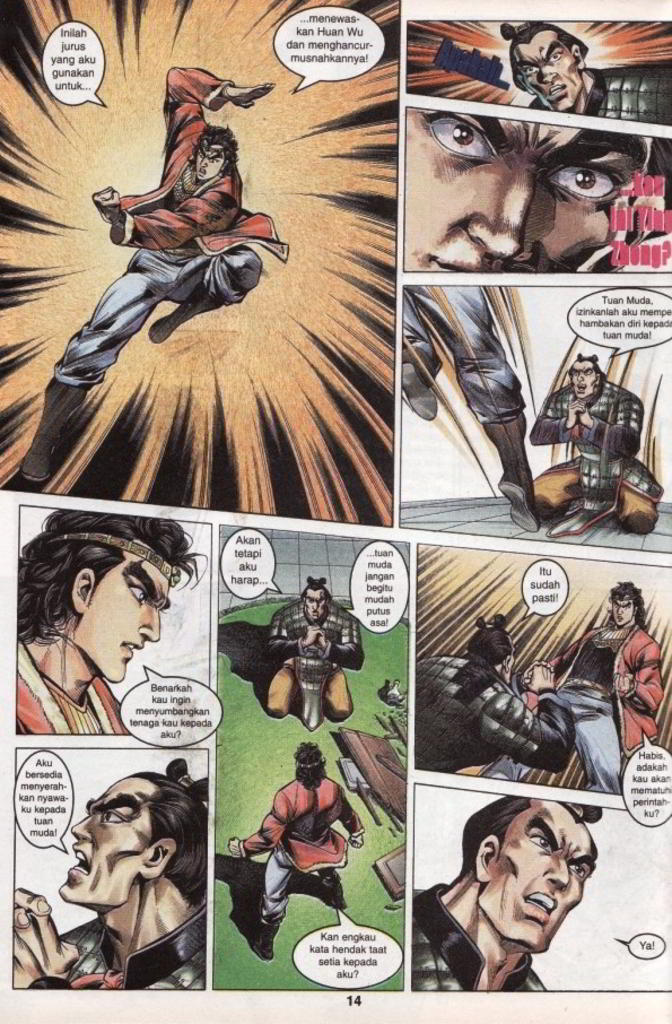 Inilah
jurus
yang aku
gunakan
untuk...
...menewas-
kan Huan Wu
dan menghancur-
musnahkannya!
Tuan Muda,
izinkanlah aku mempe
hambakan diri kepada
tuan muda!
Benarkah
kau ingin
menyumbangkan
tenaga kau kepada
aku?
Akan
tetapi
aku
harap...
...tuan
muda
jangan
begitu
mudah
putus
asa!
Itu
sudah
pasti!
Habis,
adakah
kau akan
mematuhi
perintah-
ku?
Aku
bersedia
menyerah-
kan nyawa-
ku kepada
tuan
muda!
Kan engkau
kata hendak taat
setia kepada
aku?
Ya!
14